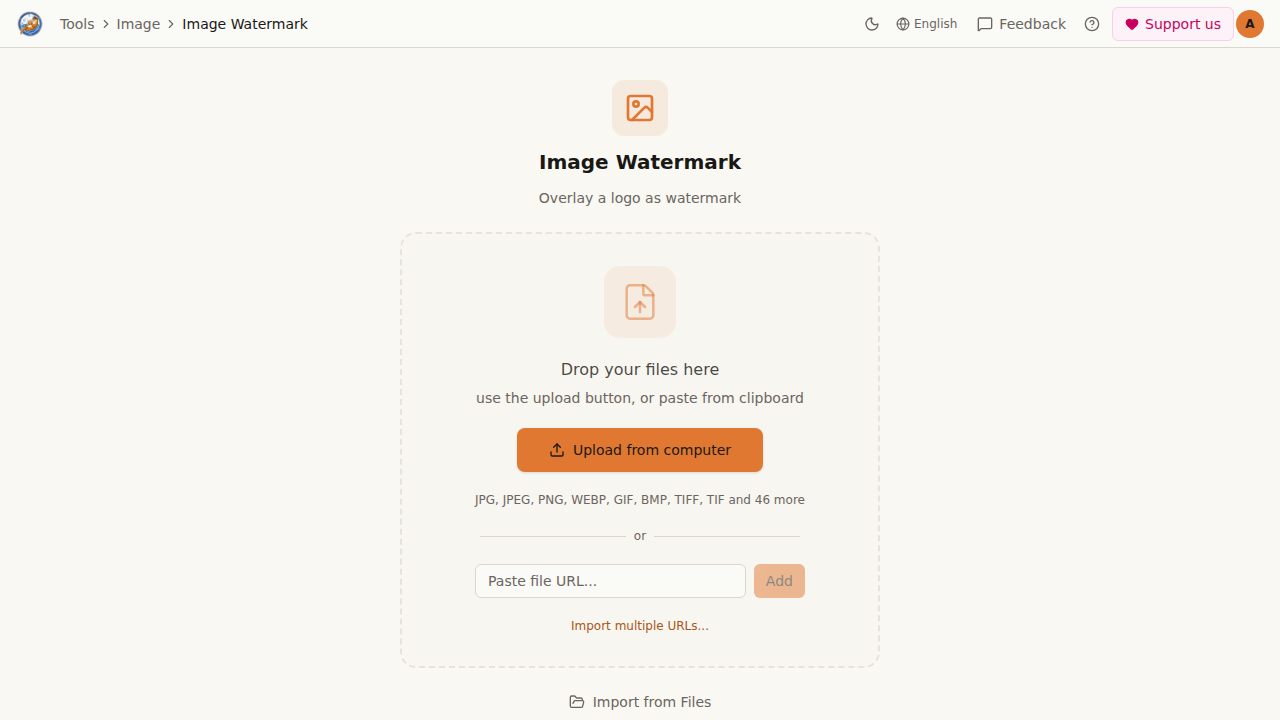 Tools > Image > Image Watermark
English
Feedback
Support us
A
Image Watermark
Overlay a logo as watermark
Drop your files here
use the upload button, or paste from clipboard
Upload from computer
JPG, JPEG, PNG, WEBP, GIF, BMP, TIFF, TIF and 46 more
or
Paste file URL...
Add
Import multiple URLs...
Import from Files